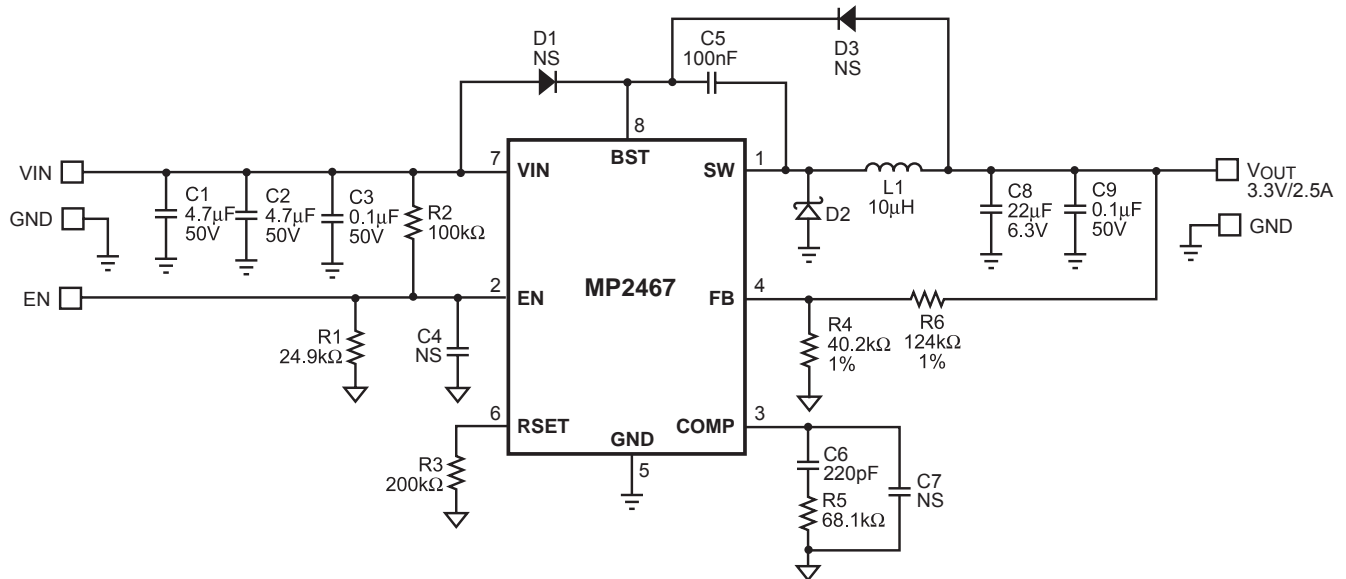 D1
NS
C5
100nF
D3
NS
8
BST
VIN
7
VIN
SW
1
VOUT
3.3V/2.5A
C1
4.7μF
50V
C2
4.7μF
50V
C3
0.1μF
50V
R2
100kΩ
GND
D2
L1
10μH
C8
22μF
6.3V
C9
0.1μF
50V
GND
EN
2
EN
MP2467
FB
4
R1
24.9kΩ
C4
NS
R4
40.2kΩ
1%
R6
124kΩ
1%
6
RSET
GND
5
COMP
3
R3
200kΩ
C6
220pF
R5
68.1kΩ
C7
NS